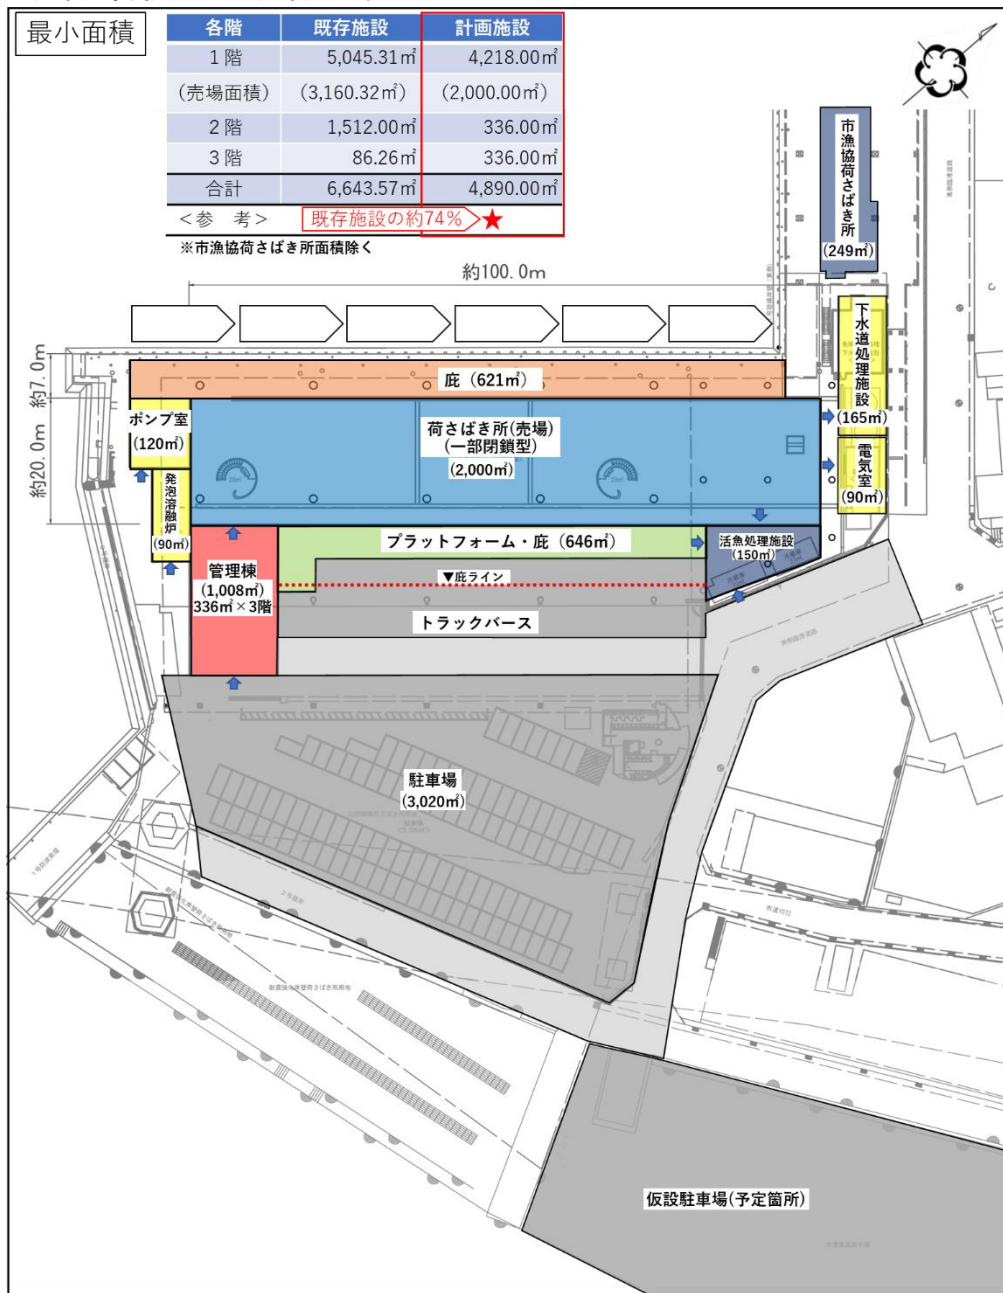 最小面積
各階 既存施設 計画施設
1階 5,045.31㎡ 4,218.00㎡
(売場面積) (3,160.32㎡) (2,000.00㎡)
2階 1,512.00㎡ 336.00㎡
3階 86.26㎡ 336.00㎡
合計 6,643.57㎡ 4,890.00㎡
<参 考> 既存施設の約74% ★
※市漁協荷さばき所面積除く
市漁協荷さばき所
(249㎡)
約100.0m
約7.0m
約20.0m
庇（621㎡）
下水道処理施設
(165㎡)
ポンプ室
(120㎡)
荷さばき所(売場)
(一部閉鎖型)
(2,000㎡)
電気室
(90㎡)
発泡溶融炉
(90㎡)
プラットフォーム・庇（646㎡）
活魚処理施設
(150㎡)
管理棟
(1,008㎡)
336㎡×3階
▼庇ライン
トラックバース
駐車場
(3,020㎡)
仮設駐車場(予定箇所)